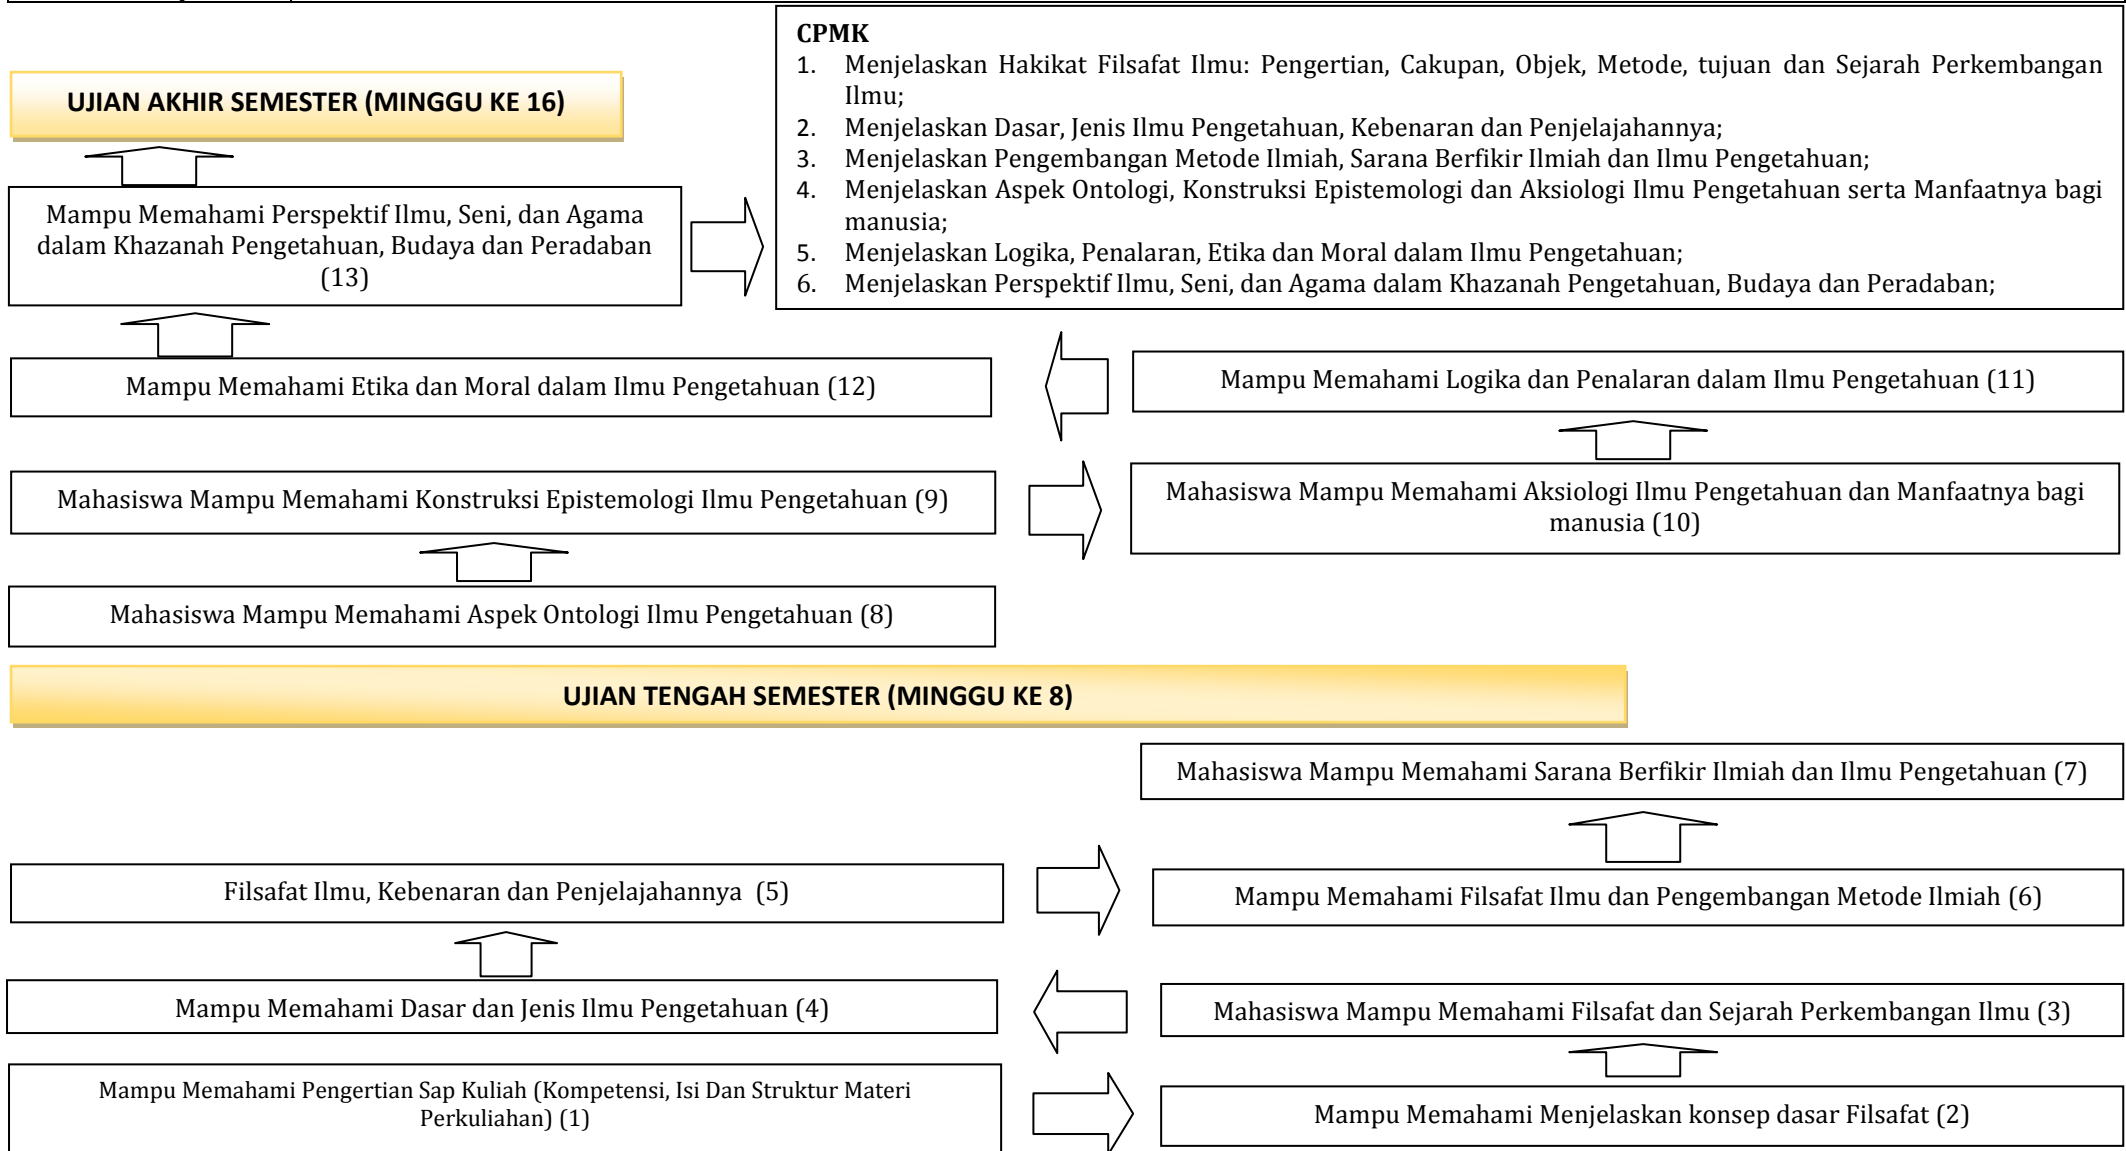 CPMK
1. Menjelaskan Hakikat Filsafat Ilmu: Pengertian, Cakupan, Objek, Metode, tujuan dan Sejarah Perkembangan
Ilmu;
2. Menjelaskan Dasar, Jenis Ilmu Pengetahuan, Kebenaran dan Penjelajahannya;
3. Menjelaskan Pengembangan Metode Ilmiah, Sarana Berfikir Ilmiah dan Ilmu Pengetahuan;
4. Menjelaskan Aspek Ontologi, Konstruksi Epistemologi dan Aksiologi Ilmu Pengetahuan serta Manfaatnya bagi
manusia;
5. Menjelaskan Logika, Penalaran, Etika dan Moral dalam Ilmu Pengetahuan;
6. Menjelaskan Perspektif Ilmu, Seni, dan Agama dalam Khazanah Pengetahuan, Budaya dan Peradaban;
UJIAN AKHIR SEMESTER (MINGGU KE 16)
Mampu Memahami Perspektif Ilmu, Seni, dan Agama
dalam Khazanah Pengetahuan, Budaya dan Peradaban
(13)
Mampu Memahami Etika dan Moral dalam Ilmu Pengetahuan (12)
Mampu Memahami Logika dan Penalaran dalam Ilmu Pengetahuan (11)
Mahasiswa Mampu Memahami Konstruksi Epistemologi Ilmu Pengetahuan (9)
Mahasiswa Mampu Memahami Aksiologi Ilmu Pengetahuan dan Manfaatnya bagi
manusia (10)
Mahasiswa Mampu Memahami Aspek Ontologi Ilmu Pengetahuan (8)
UJIAN TENGAH SEMESTER (MINGGU KE 8)
Mahasiswa Mampu Memahami Sarana Berfikir Ilmiah dan Ilmu Pengetahuan (7)
Filsafat Ilmu, Kebenaran dan Penjelajahannya (5)
Mampu Memahami Filsafat Ilmu dan Pengembangan Metode Ilmiah (6)
Mampu Memahami Dasar dan Jenis Ilmu Pengetahuan (4)
Mahasiswa Mampu Memahami Filsafat dan Sejarah Perkembangan Ilmu (3)
Mampu Memahami Pengertian Sap Kuliah (Kompetensi, Isi Dan Struktur Materi
Perkuliahan) (1)
Mampu Memahami Menjelaskan konsep dasar Filsafat (2)